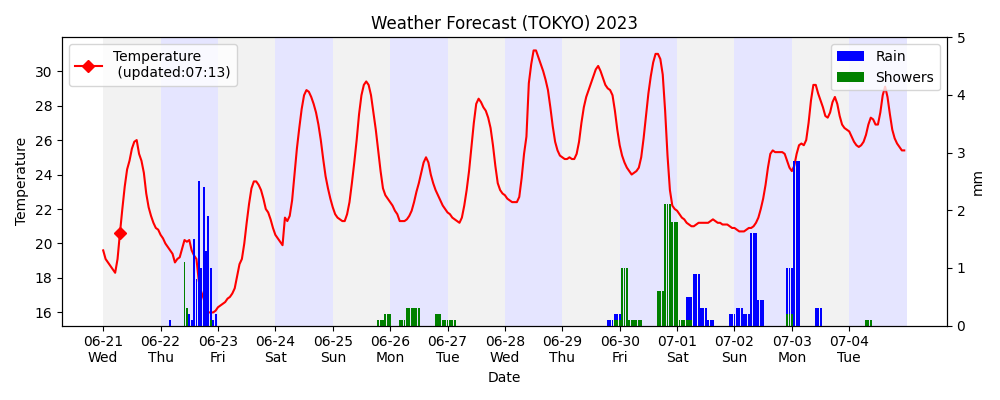 Weather Forecast (TOKYO) 2023
Temperature
(updated:07:13)
Rain
Showers
Temperature
30
28
26
24
22
20
18
16
5
4
3
2
1
0
mm
06-21 06-22 06-23 06-24 06-25 06-26 06-27 06-28 06-29 06-30 07-01 07-02 07-03 07-04
Wed Thu Fri Sat Sun Mon Tue Wed Thu Fri Sat Sun Mon Tue
Date